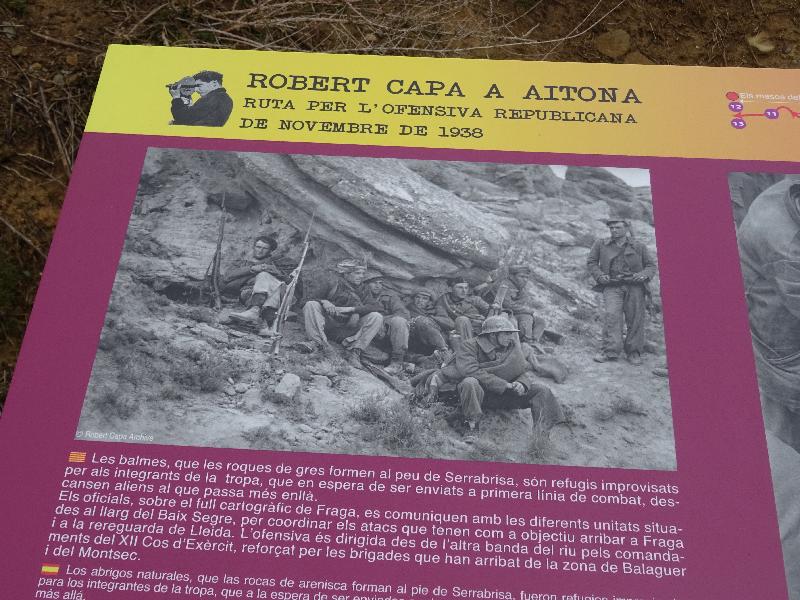 ROBERT CAPA A AITONA
RUTA PER L'OFENSIVA REPUBLICANA
DE NOVEMBRE DE 1938
Els masos de
12
11
13
© Robert Capa Archive
Les balmes, que les roques de gres formen al peu de Serrabrisa, són refugis improvisats
per als integrants de la tropa, que en espera de ser enviats a primera línia de combat, des-
cansen aliens al que passa més enllà.
Els oficials, sobre el full cartogràfic de Fraga, es comuniquen amb les diferents unitats situa-
des al llarg del Baix Segre, per coordinar els atacs que tenen com a objectiu arribar a Fraga
i a la rereguarda de Lleida. L'ofensiva és dirigida des de l'altra banda del riu pels comanda-
ments del XII Cos d'Exèrcit, reforçat per les brigades que han arribat de la zona de Balaguer
i del Montsec.
Los abrigos naturales, que las rocas de arenisca forman al pie de Serrabrisa, fueron refugios
para los integrantes de la tropa, que a la espera de ser enviados
más allá.